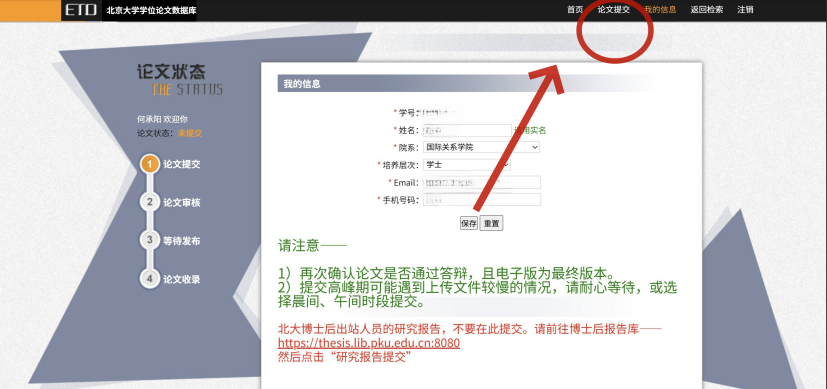 ETD 北京大学学位论文数据库
首页 论文提交 我的信息 返回检索 注销
论文状态
THE STATUS
何承阳 欢迎你
论文状态：未提交
1 论文提交
2 论文审核
3 等待发布
4 论文收录
我的信息
* 学号：
* 姓名： 用实名
* 院系： 国际关系学院
* 培养层次： 学士
* Email：
* 手机号码：
保存 重置
请注意——
1）再次确认论文是否通过答辩，且电子版为最终版本。
2）提交高峰期可能遇到上传文件较慢的情况，请耐心等待，或选
择晨间、午间时段提交。
北大博士后出站人员的研究报告，不要在此提交。请前往博士后报告库——
https://thesis.lib.pku.edu.cn:8080
然后点击“研究报告提交”